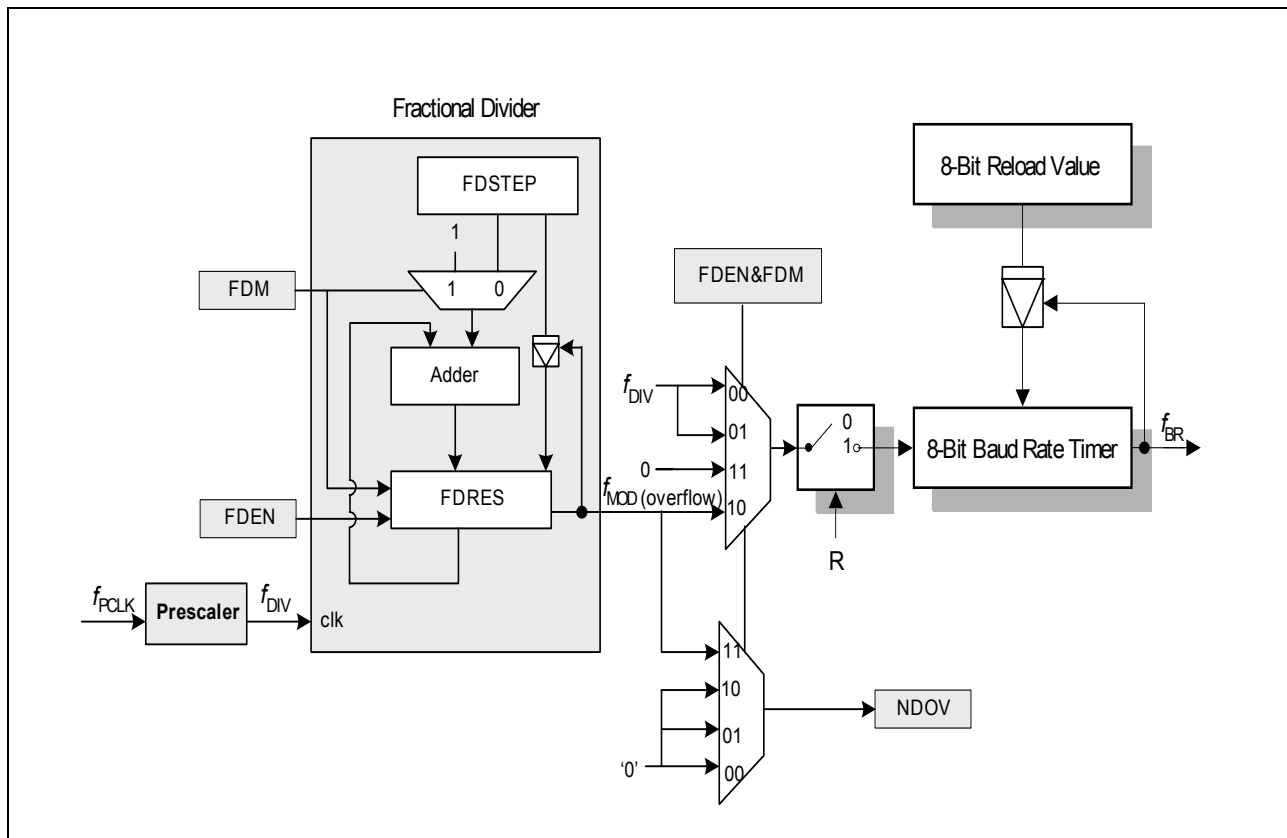 Fractional Divider
8-Bit Reload Value
FDSTEP
1
FDM
1 0
FDEN&FDM
Adder
fDIV
00
01
0
11
10
0
1
8-Bit Baud Rate Timer
fBR
FDRES
fMOD (overflow)
FDEN
R
fPCLK
Prescaler
fDIV
clk
11
10
01
00
'0'
NDOV